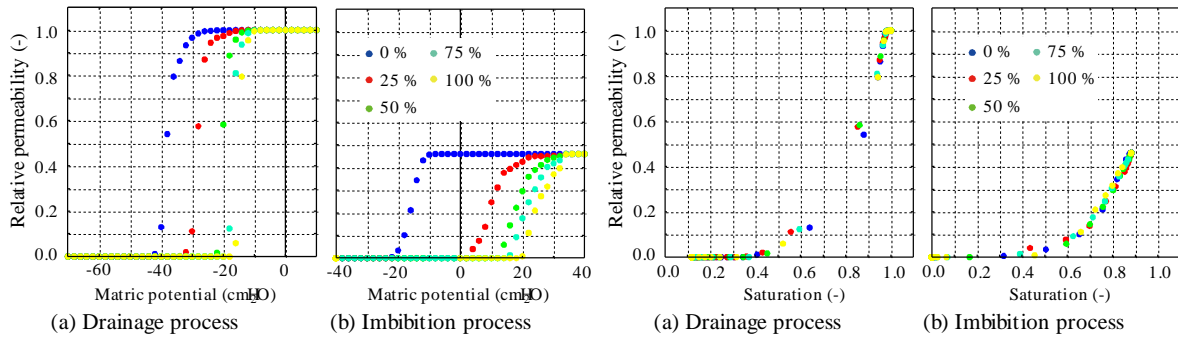 Relative permeability (-)
1.0
0.8
0.6
0.4
0.2
0.0
-60 -40 -20 0
Matric potential (cmH₂O)
(a) Drainage process
0 % 75 %
25 % 100 %
50 %
-40 -20 0 20 40
Matric potential (cmH₂O)
(b) Imbibition process
Relative permeability (-)
1.0
0.8
0.6
0.4
0.2
0.0
0.0 0.2 0.4 0.6 0.8 1.0
Saturation (-)
(a) Drainage process
0 % 75 %
25 % 100 %
50 %
0.0 0.2 0.4 0.6 0.8 1.0
Saturation (-)
(b) Imbibition process